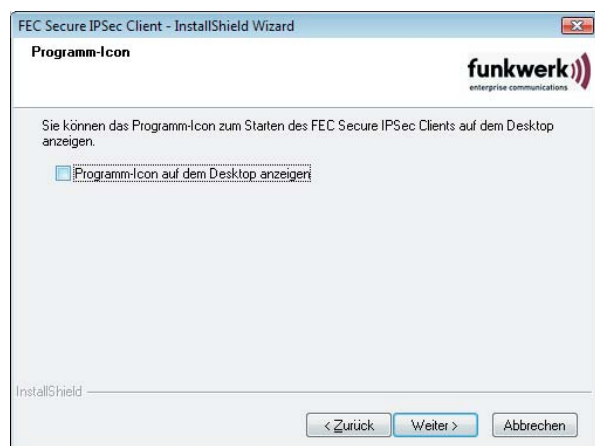 FEC Secure IPSec Client - InstallShield Wizard
Programm-Icon
funkwerk
enterprise communications
Sie können das Programm-Icon zum Starten des FEC Secure IPSec Clients auf dem Desktop
anzeigen.
Programm-Icon auf dem Desktop anzeigen
InstallShield
< Zurück Weiter > Abbrechen